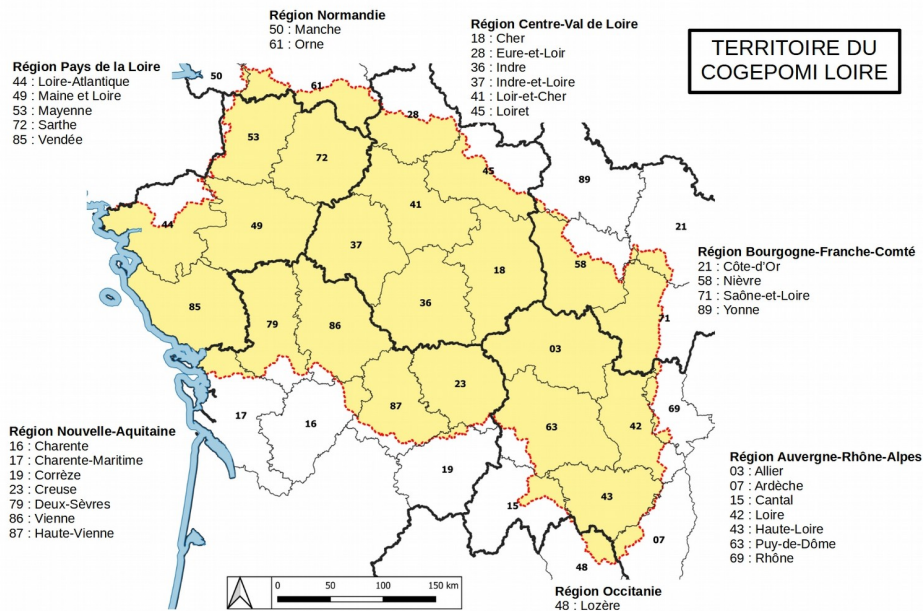 Région Normandie
50 : Manche
61 : Orne
Région Centre-Val de Loire
18 : Cher
28 : Eure-et-Loir
36 : Indre
37 : Indre-et-Loire
41 : Loir-et-Cher
45 : Loiret
TERRITOIRE DU
COGEPOMI LOIRE
Région Pays de la Loire
44 : Loire-Atlantique
49 : Maine et Loire
53 : Mayenne
72 : Sarthe
85 : Vendée
50
61
28
53
72
45
89
41
44
49
21
37
58
18
Région Bourgogne-Franche-Comté
21 : Côte-d'Or
58 : Nièvre
71 : Saône-et-Loire
89 : Yonne
85
79
86
36
71
03
87
23
69
17
16
63
42
19
15
43
07
48
Région Nouvelle-Aquitaine
16 : Charente
17 : Charente-Maritime
19 : Corrèze
23 : Creuse
79 : Deux-Sèvres
86 : Vienne
87 : Haute-Vienne
Région Auvergne-Rhône-Alpes
03 : Allier
07 : Ardèche
15 : Cantal
42 : Loire
43 : Haute-Loire
63 : Puy-de-Dôme
69 : Rhône
0 50 100 150 km
Région Occitanie
48 : Lozère